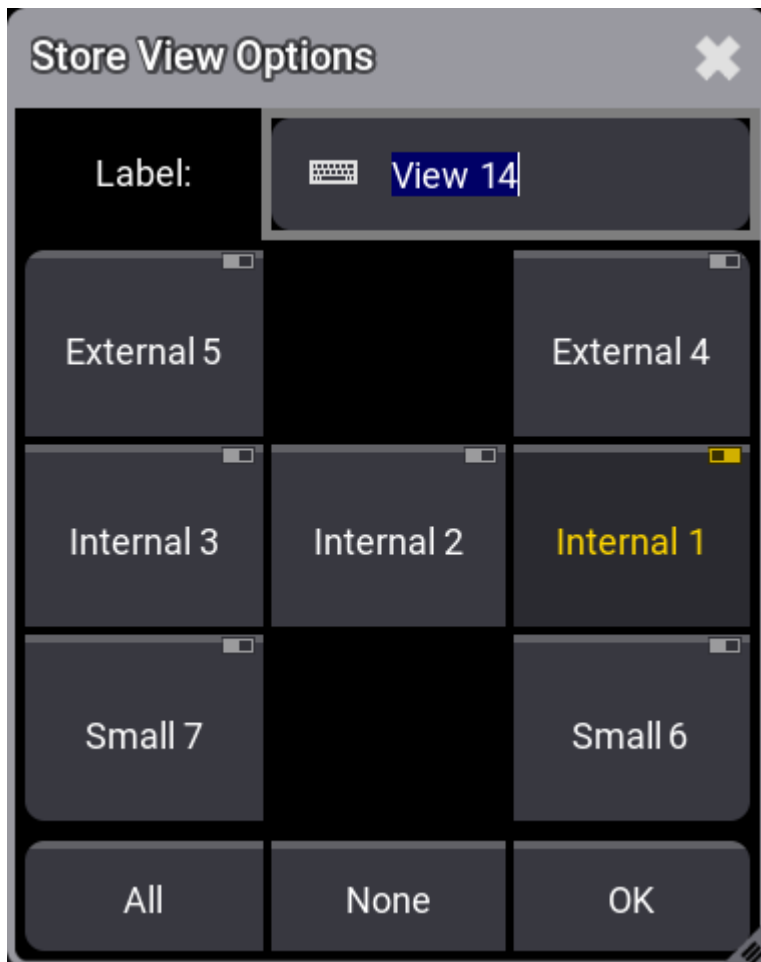 Store View Options
Label: View 14
External 5 External 4
Internal 3 Internal 2 Internal 1
Small 7 Small 6
All None OK